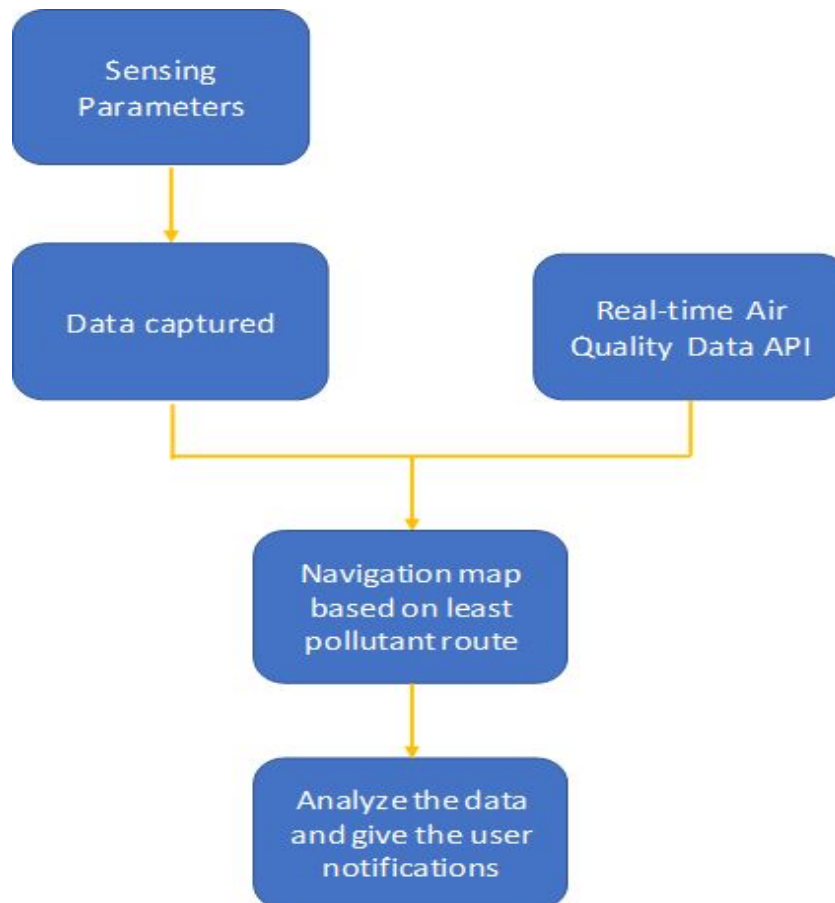 Sensing
Parameters
Data captured
Real-time Air
Quality Data API
Navigation map
based on least
pollutant route
Analyze the data
and give the user
notifications